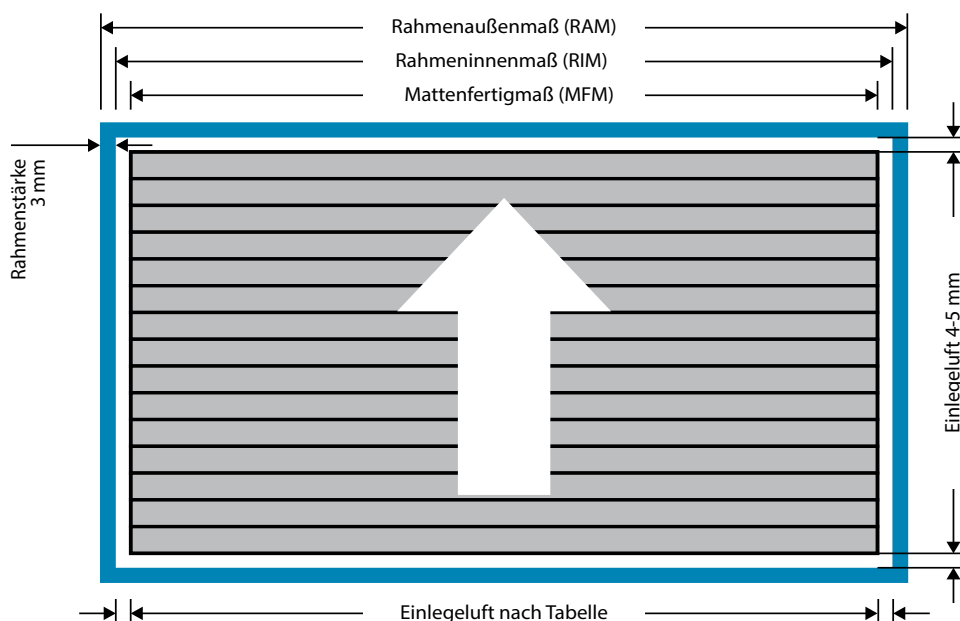 Rahmenaußenmaß (RAM)
Rahmeninnenmaß (RIM)
Mattenfertigmaß (MFM)
Rahmenstärke
3 mm
Einlegeluft 4-5 mm
Einlegeluft nach Tabelle